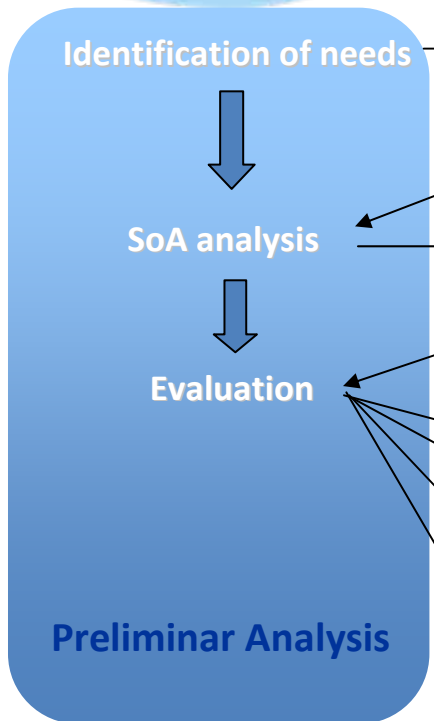 Identification of needs
SoA analysis
Evaluation
Preliminar Analysis